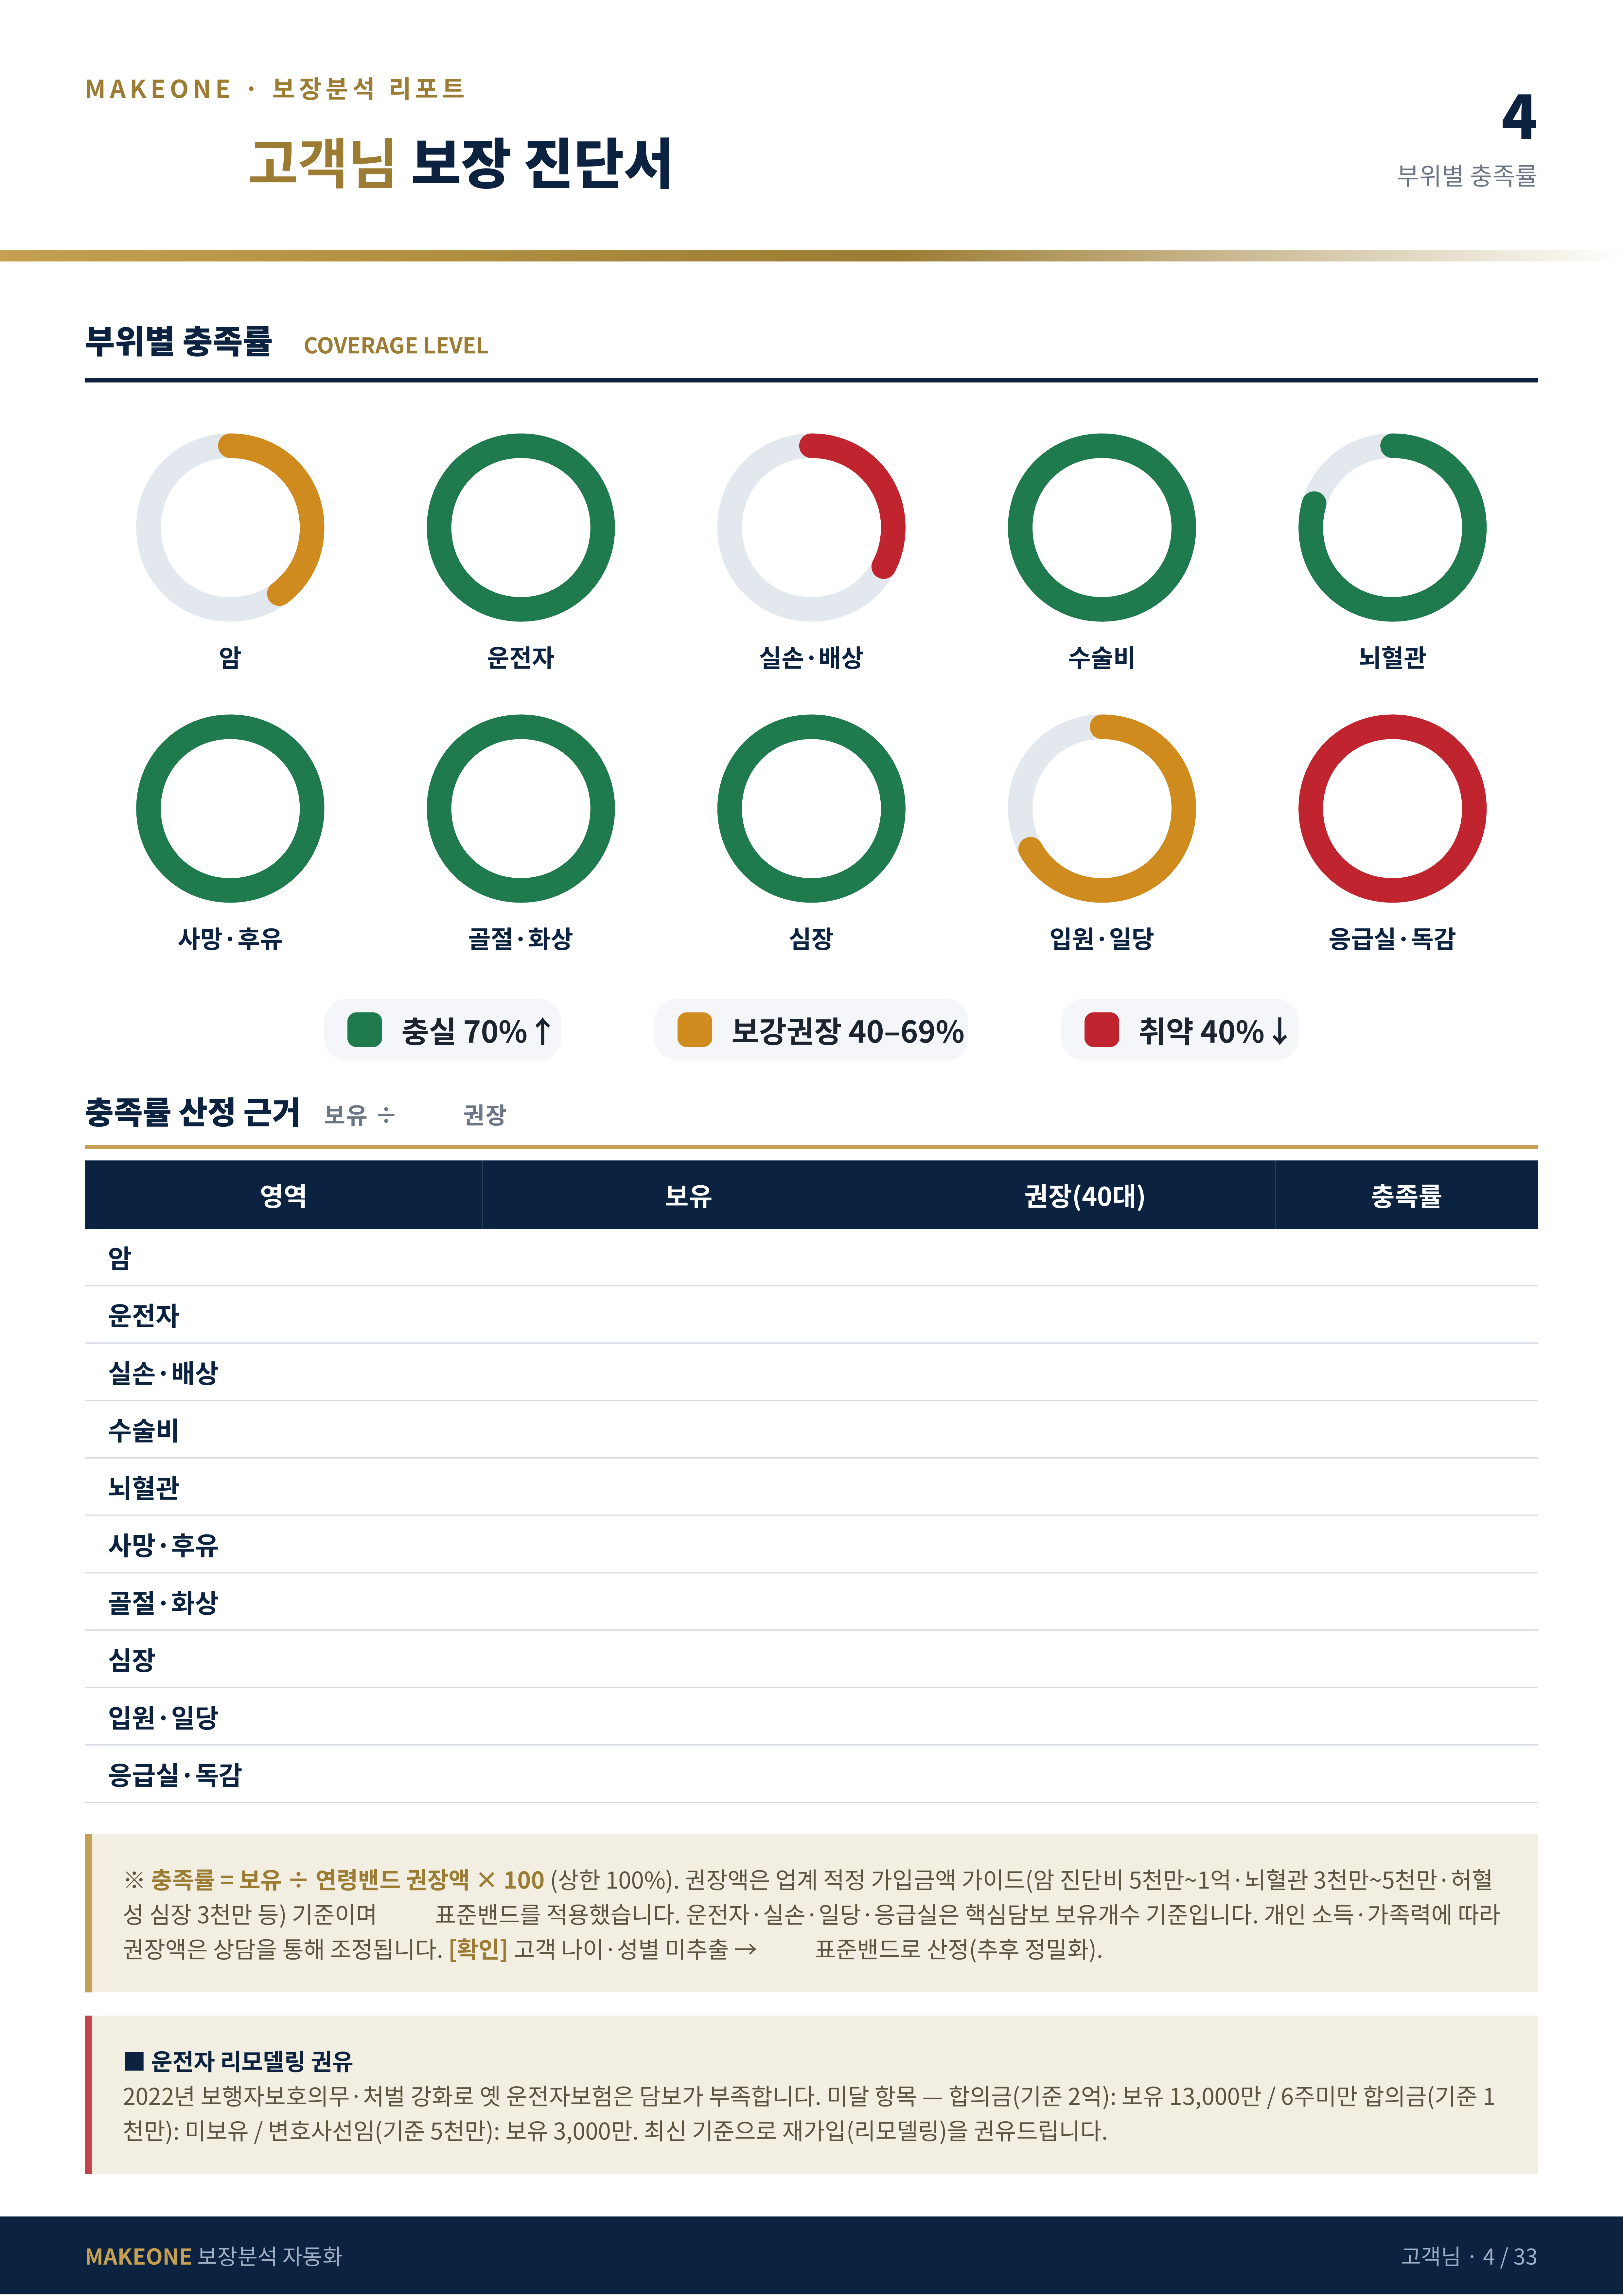 MAKEONE · 보장분석 리포트
고객님 보장 진단서
4
부위별 충족률
부위별 충족률 COVERAGE LEVEL
암 운전자 실손·배상 수술비 뇌혈관
사망·후유 골절·화상 심장 입원·일당 응급실·독감
충실 70%↑ 보강권장 40–69% 취약 40%↓
충족률 산정 근거 보유 ÷ 권장
영역 보유 권장(40대) 충족률
암
운전자
실손·배상
수술비
뇌혈관
사망·후유
골절·화상
심장
입원·일당
응급실·독감
※ 충족률 = 보유 ÷ 연령밴드 권장액 × 100 (상한 100%). 권장액은 업계 적정 가입금액 가이드(암 진단비 5천만~1억·뇌혈관 3천만~5천만·허혈
성 심장 3천만 등) 기준이며 표준밴드를 적용했습니다. 운전자·실손·일당·응급실은 핵심담보 보유개수 기준입니다. 개인 소득·가족력에 따라
권장액은 상담을 통해 조정됩니다. [확인] 고객 나이·성별 미추출 → 표준밴드로 산정(추후 정밀화).
■ 운전자 리모델링 권유
2022년 보행자보호의무·처벌 강화로 옛 운전자보험은 담보가 부족합니다. 미달 항목 — 합의금(기준 2억): 보유 13,000만 / 6주미만 합의금(기준 1
천만): 미보유 / 변호사선임(기준 5천만): 보유 3,000만. 최신 기준으로 재가입(리모델링)을 권유드립니다.
MAKEONE 보장분석 자동화
고객님 · 4 / 33